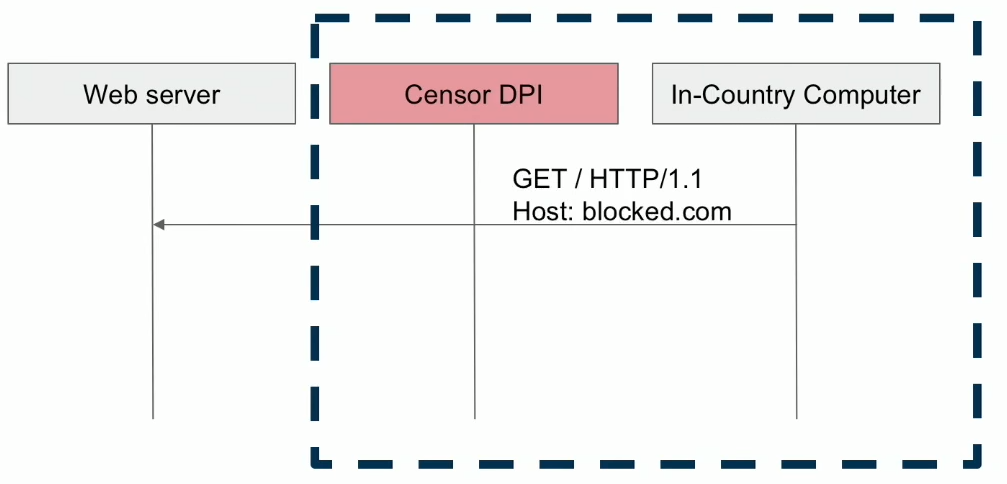 Web server
Censor DPI
In-Country Computer
GET / HTTP/1.1
Host: blocked.com